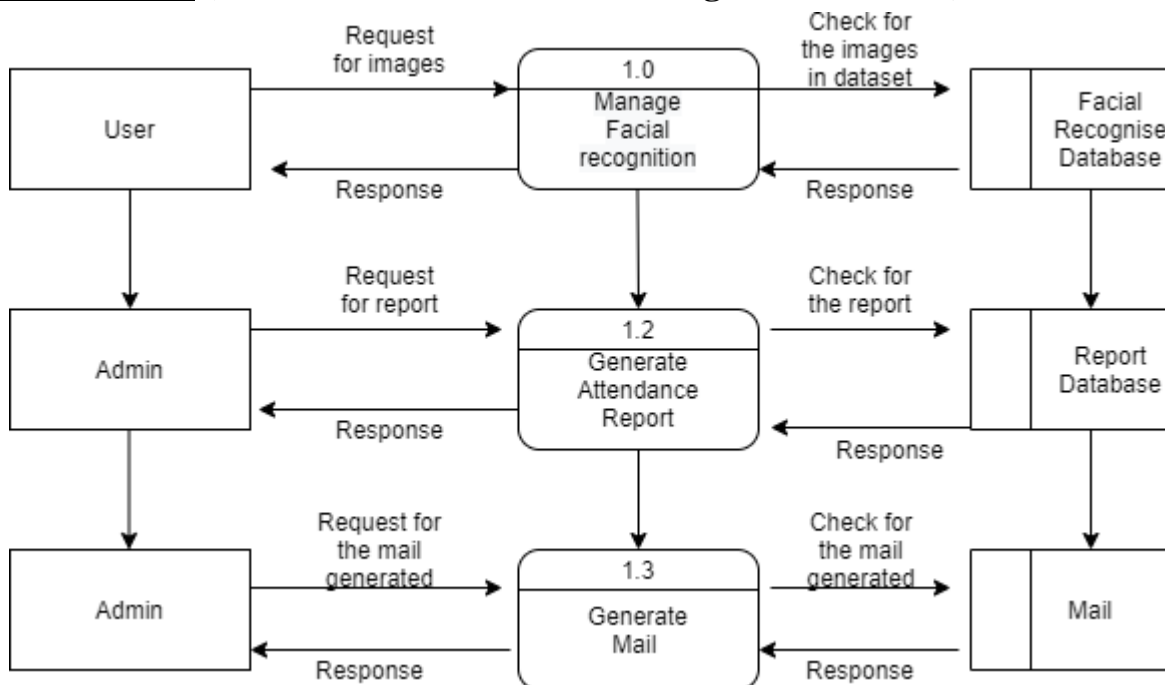 Request
for images
Check for
the images
in dataset
User
1.0
Manage
Facial
recognition
Facial
Recognise
Database
Response
Response
Request
for report
Check for
the report
Admin
1.2
Generate
Attendance
Report
Report
Database
Response
Response
Request for
the mail
generated
Check for
the mail
generated
Admin
1.3
Generate
Mail
Mail
Response
Response